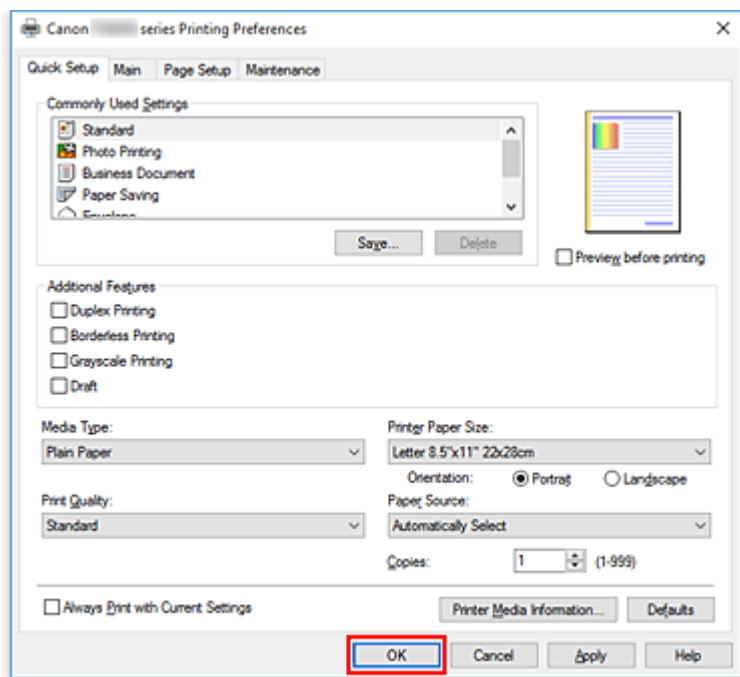 Canon series Printing Preferences
Quick Setup Main Page Setup Maintenance
Commonly Used Settings
Standard
Photo Printing
Business Document
Paper Saving
Save... Delete
Preview before printing
Additional Features
Duplex Printing
Borderless Printing
Grayscale Printing
Draft
Media Type: Printer Paper Size:
Plain Paper Letter 8.5"x11" 22x28cm
Orientation: Portrait Landscape
Print Quality: Paper Source:
Standard Automatically Select
Copies: 1 (1-999)
Always Print with Current Settings Printer Media Information... Defaults
OK Cancel Apply Help